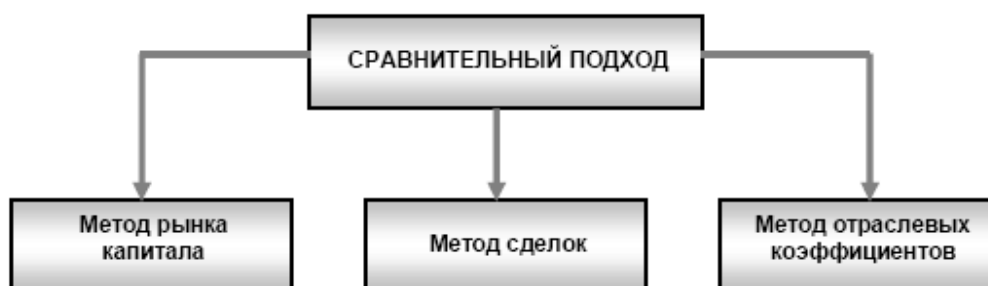 СРАВНИТЕЛЬНЫЙ ПОДХОД
Метод рынка
капитала
Метод сделок
Метод отраслевых
коэффициентов